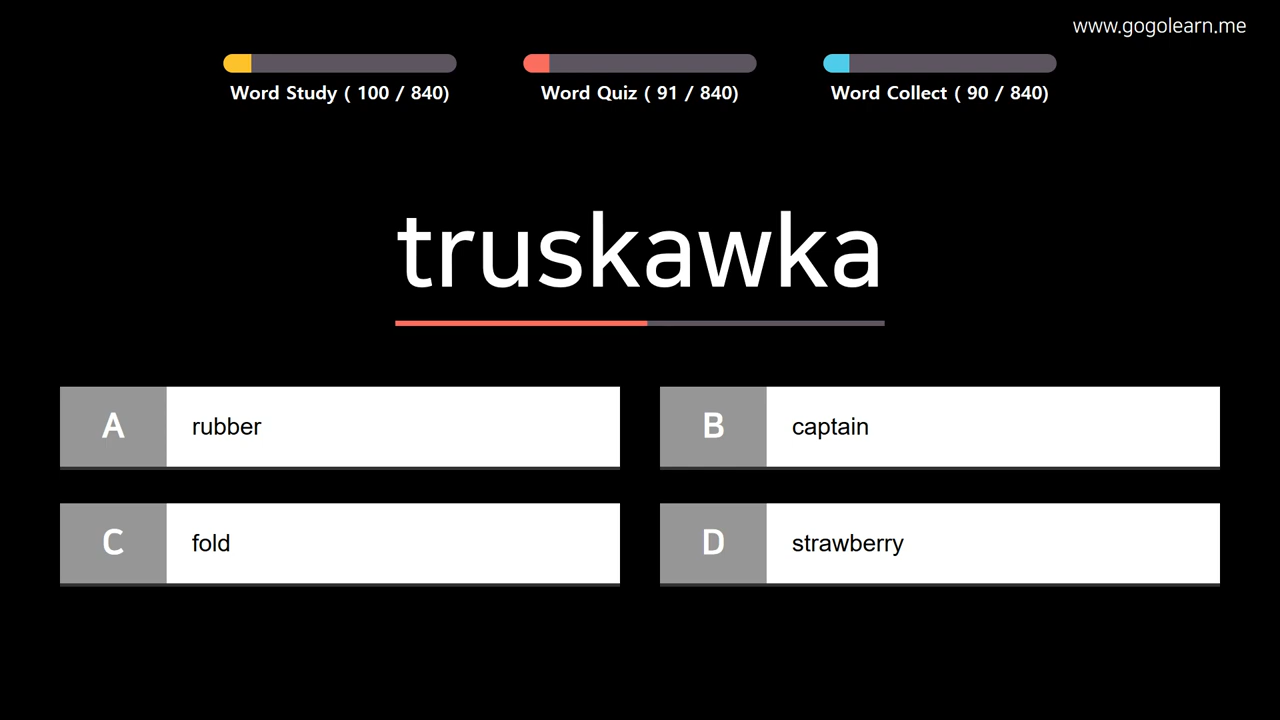 www.gogolearn.me
Word Study ( 100 / 840)
Word Quiz ( 91 / 840)
Word Collect ( 90 / 840)
truskawka
A rubber
B captain
C fold
D strawberry